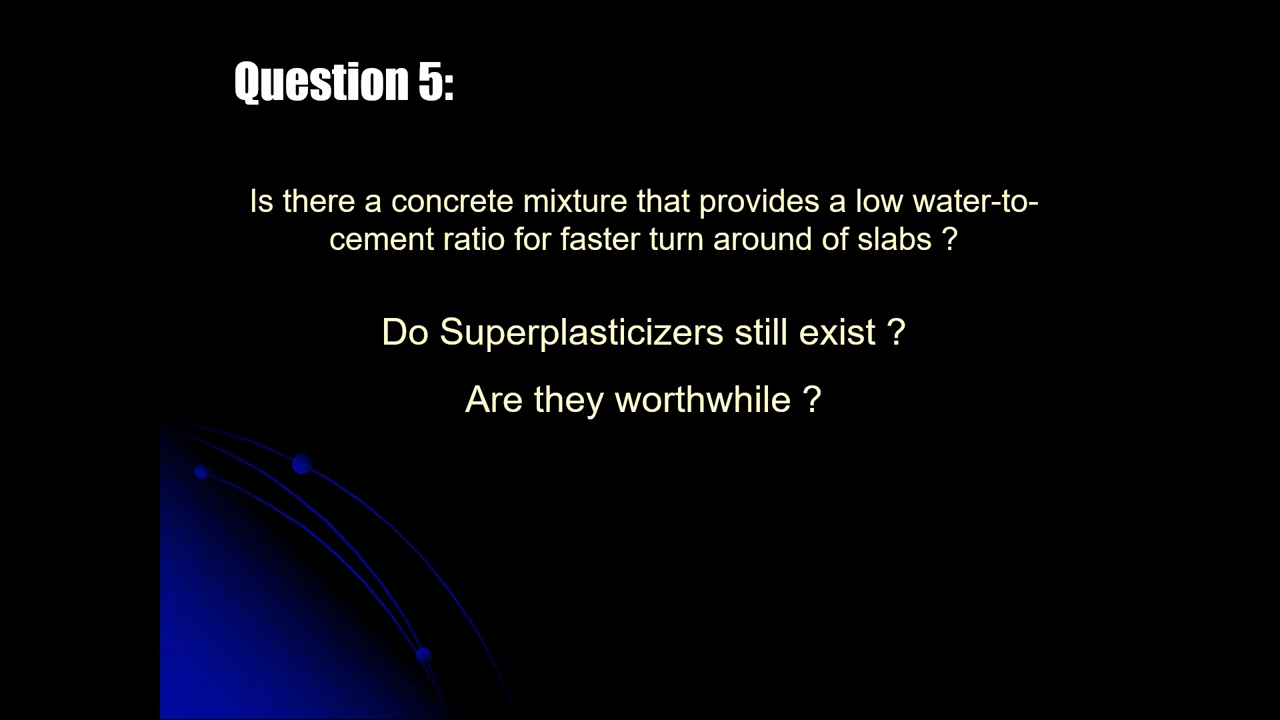 Question 5:
Is there a concrete mixture that provides a low water-to-
cement ratio for faster turn around of slabs ?
Do Superplasticizers still exist ?
Are they worthwhile ?